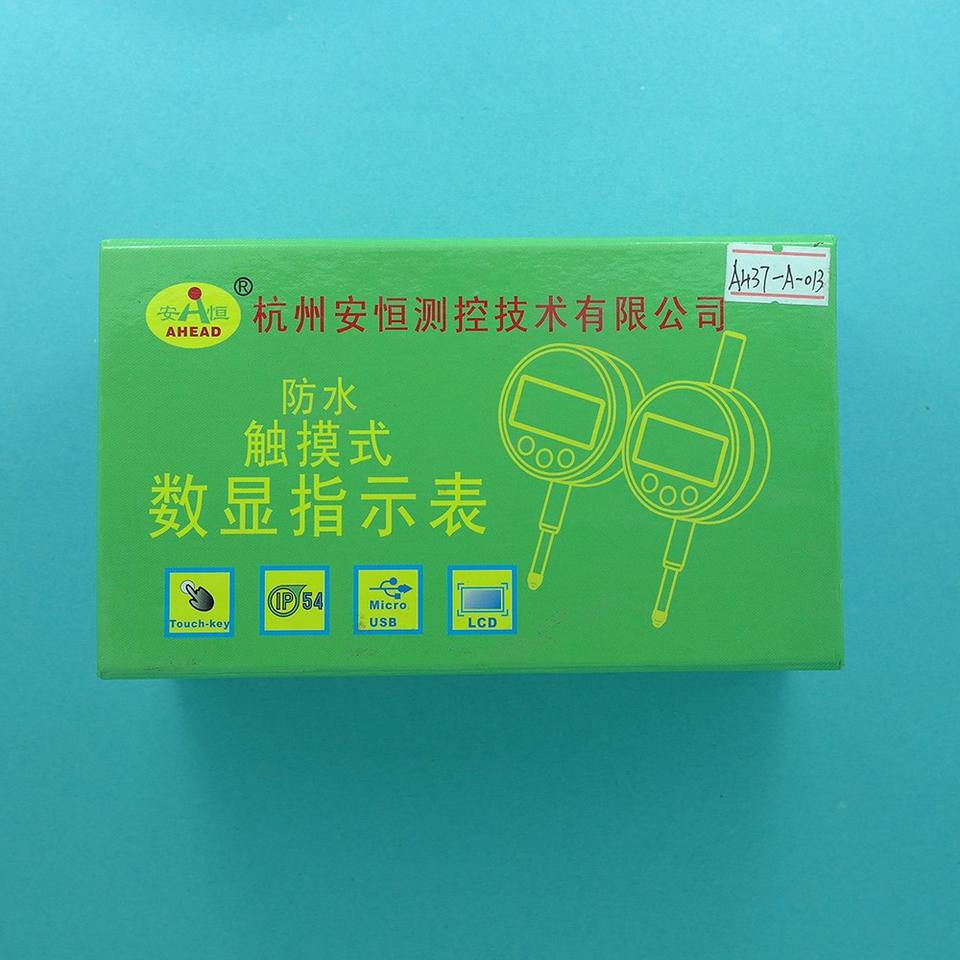 AH37-A-013
安恒
AHEAD
®
杭州安恒测控技术有限公司
防水
触摸式
数显指示表
Touch-key
IP54
Micro
USB
LCD